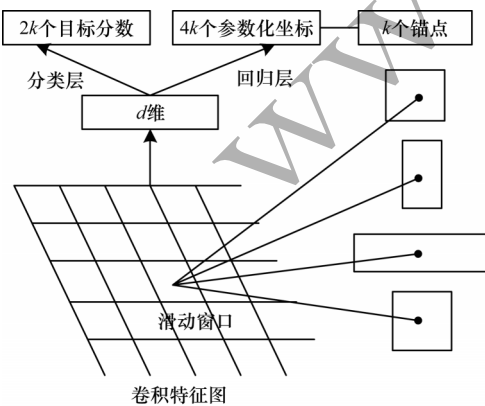 2k个目标分数
4k个参数化坐标
k个锚点
分类层
回归层
d维
滑动窗口
卷积特征图
WW